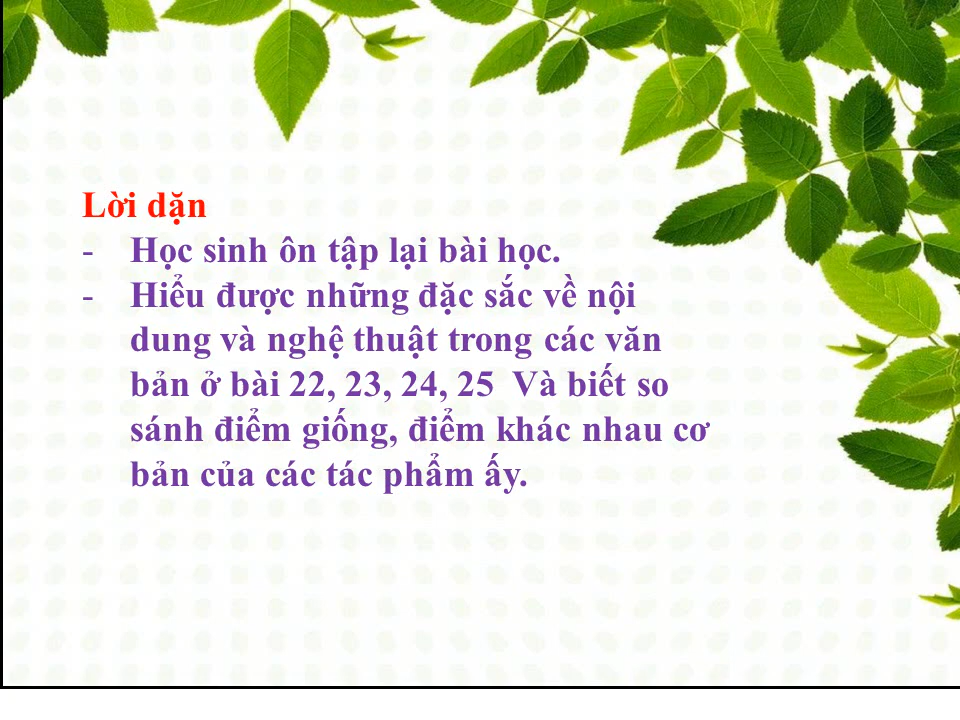 Lời dặn
- Học sinh ôn tập lại bài học.
- Hiểu được những đặc sắc về nội
dung và nghệ thuật trong các văn
bản ở bài 22, 23, 24, 25 Và biết so
sánh điểm giống, điểm khác nhau cơ
bản của các tác phẩm ấy.